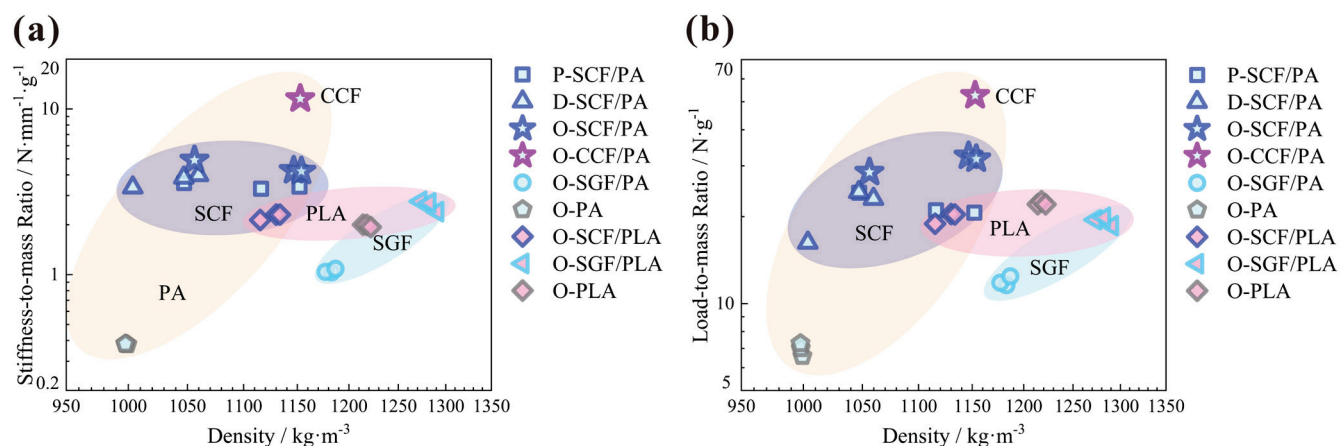 (a)
Stiffness-to-mass Ratio / N·mm⁻¹·g⁻¹
20
10
1
0.2
CCF
SCF
PLA
SGF
PA
950 1000 1050 1100 1150 1200 1250 1300 1350
Density / kg·m⁻³
P-SCF/PA
D-SCF/PA
O-SCF/PA
O-CCF/PA
O-SGF/PA
O-PA
O-SCF/PLA
O-SGF/PLA
O-PLA
(b)
Load-to-mass Ratio / N·g⁻¹
70
10
5
CCF
SCF
PLA
SGF
PA
950 1000 1050 1100 1150 1200 1250 1300 1350
Density / kg·m⁻³
P-SCF/PA
D-SCF/PA
O-SCF/PA
O-CCF/PA
O-SGF/PA
O-PA
O-SCF/PLA
O-SGF/PLA
O-PLA